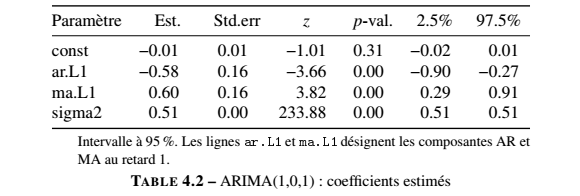 Paramètre Est. Std.err z p-val. 2.5% 97.5%
const −0.01 0.01 −1.01 0.31 −0.02 0.01
ar.L1 −0.58 0.16 −3.66 0.00 −0.90 −0.27
ma.L1 0.60 0.16 3.82 0.00 0.29 0.91
sigma2 0.51 0.00 233.88 0.00 0.51 0.51
Intervalle à 95 %. Les lignes ar.L1 et ma.L1 désignent les composantes AR et
MA au retard 1.
TABLE 4.2 – ARIMA(1,0,1) : coefficients estimés